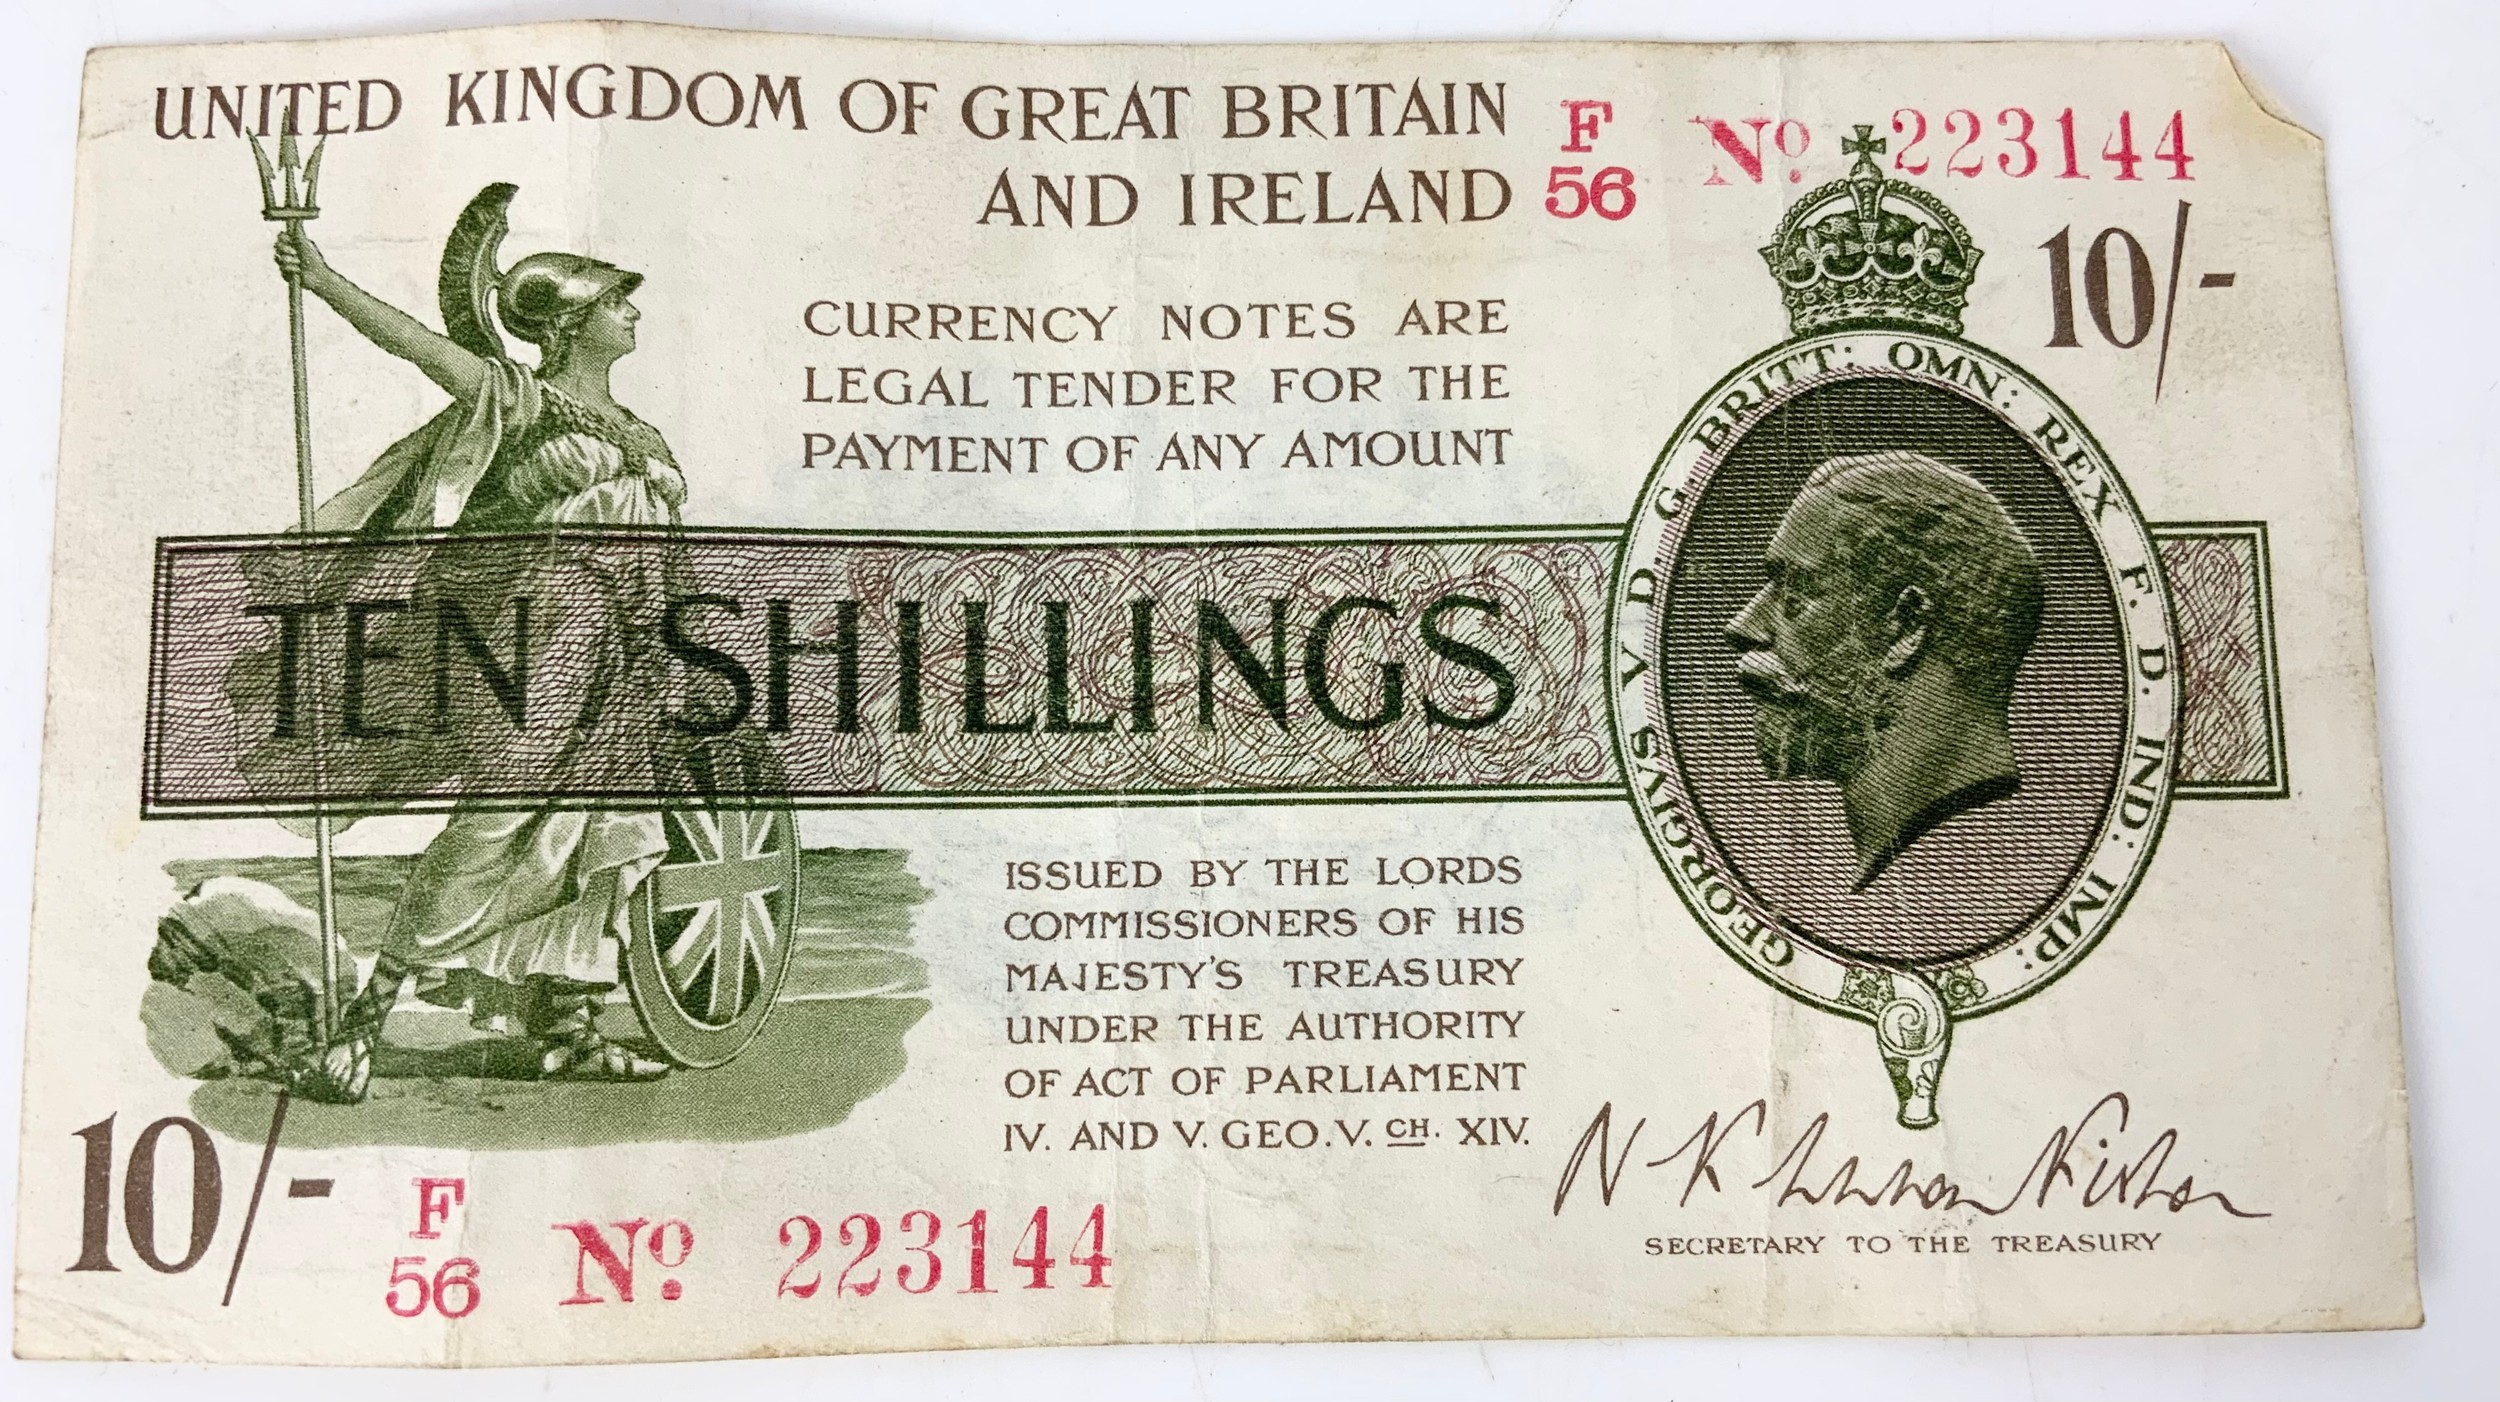 UNITED KINGDOM OF GREAT BRITAIN
AND IRELAND
F
56
No. 223144
10/-
CURRENCY NOTES ARE
LEGAL TENDER FOR THE
PAYMENT OF ANY AMOUNT
TEN SHILLINGS
GEORGIVS V D. G. BRITT: OMN: REX F. D. IND: IMP:
ISSUED BY THE LORDS
COMMISSIONERS OF HIS
MAJESTY'S TREASURY
UNDER THE AUTHORITY
OF ACT OF PARLIAMENT
IV. AND V. GEO. V. CH. XIV.
10/-
F
56
No. 223144
N K Warren Fisher
SECRETARY TO THE TREASURY